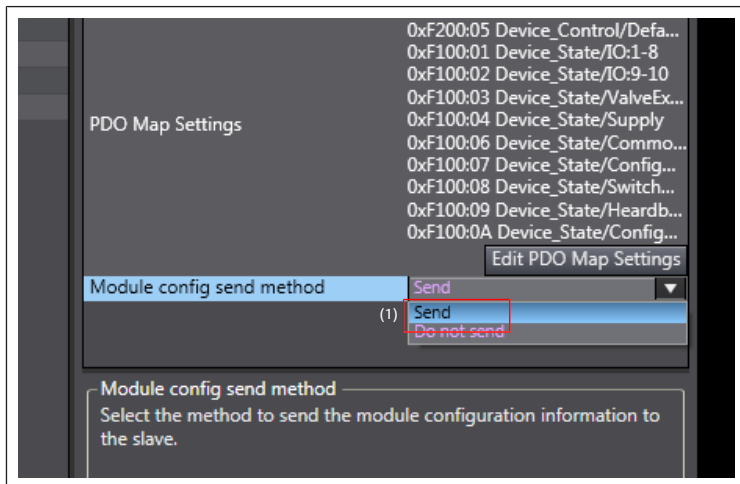 0xF200:05 Device_Control/Defa...
0xF100:01 Device_State/IO:1-8
0xF100:02 Device_State/IO:9-10
0xF100:03 Device_State/ValveEx...
PDO Map Settings
0xF100:04 Device_State/Supply
0xF100:06 Device_State/Commo...
0xF100:07 Device_State/Config...
0xF100:08 Device_State/Switch...
0xF100:09 Device_State/Heardb...
0xF100:0A Device_State/Config...
Edit PDO Map Settings
Module config send method Send
(1) Send
Do not send
Module config send method
Select the method to send the module configuration information to
the slave.